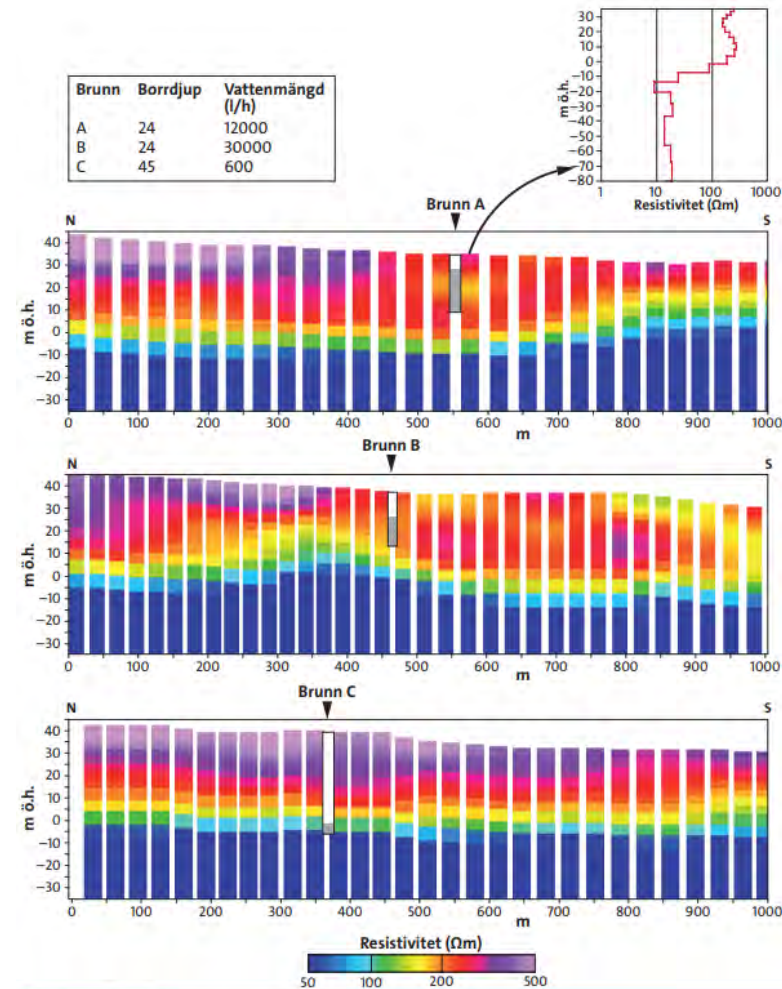 Brunn Borrdjup Vattenmängd
(l/h)
A 24 12000
B 24 30000
C 45 600
m ö.h.
30
20
10
0
−10
−20
−30
−40
−50
−60
−70
−80
1 10 100 1000
Resistivitet (Ωm)
Brunn A
N S
m ö.h.
40
30
20
10
0
−10
−20
−30
0 100 200 300 400 500 600 700 800 900 1000
m
Brunn B
N S
m ö.h.
40
30
20
10
0
−10
−20
−30
0 100 200 300 400 500 600 700 800 900 1000
m
Brunn C
N S
m ö.h.
40
30
20
10
0
−10
−20
−30
0 100 200 300 400 500 600 700 800 900 1000
m
Resistivitet (Ωm)
50 100 200 500